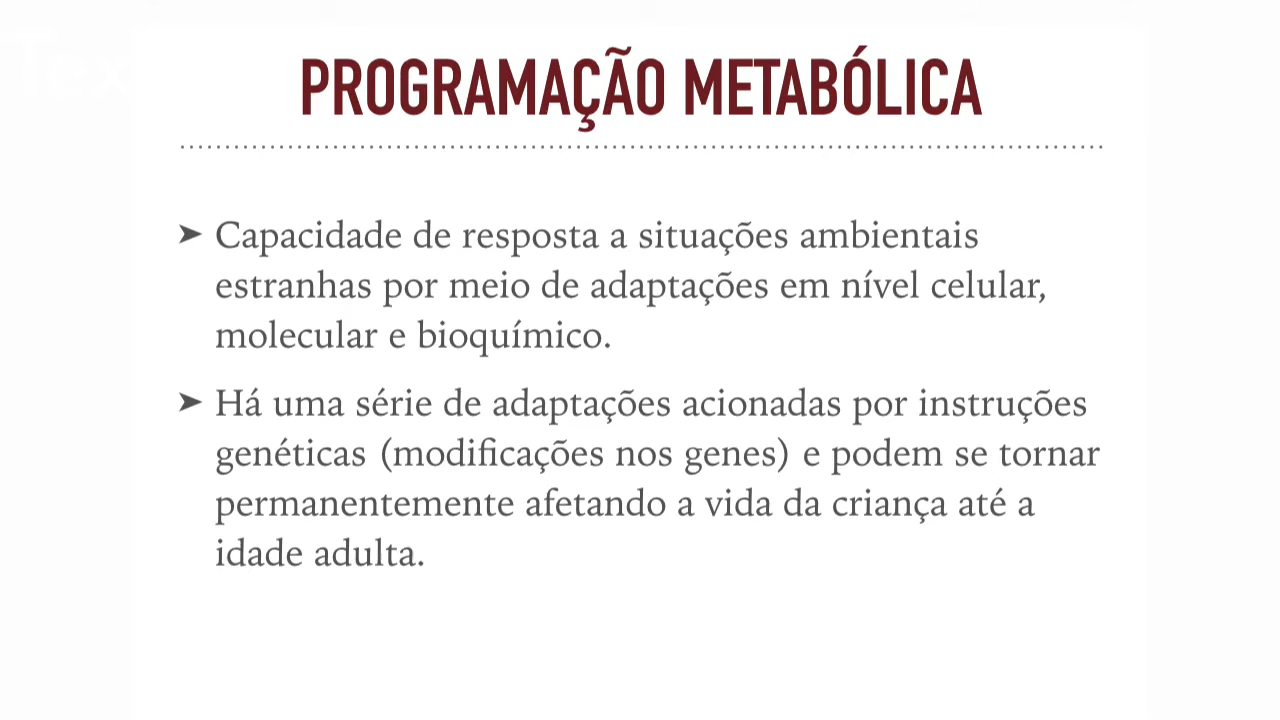 PROGRAMAÇÃO METABÓLICA
➤ Capacidade de resposta a situações ambientais
estranhas por meio de adaptações em nível celular,
molecular e bioquímico.
➤ Há uma série de adaptações acionadas por instruções
genéticas (modificações nos genes) e podem se tornar
permanentemente afetando a vida da criança até a
idade adulta.